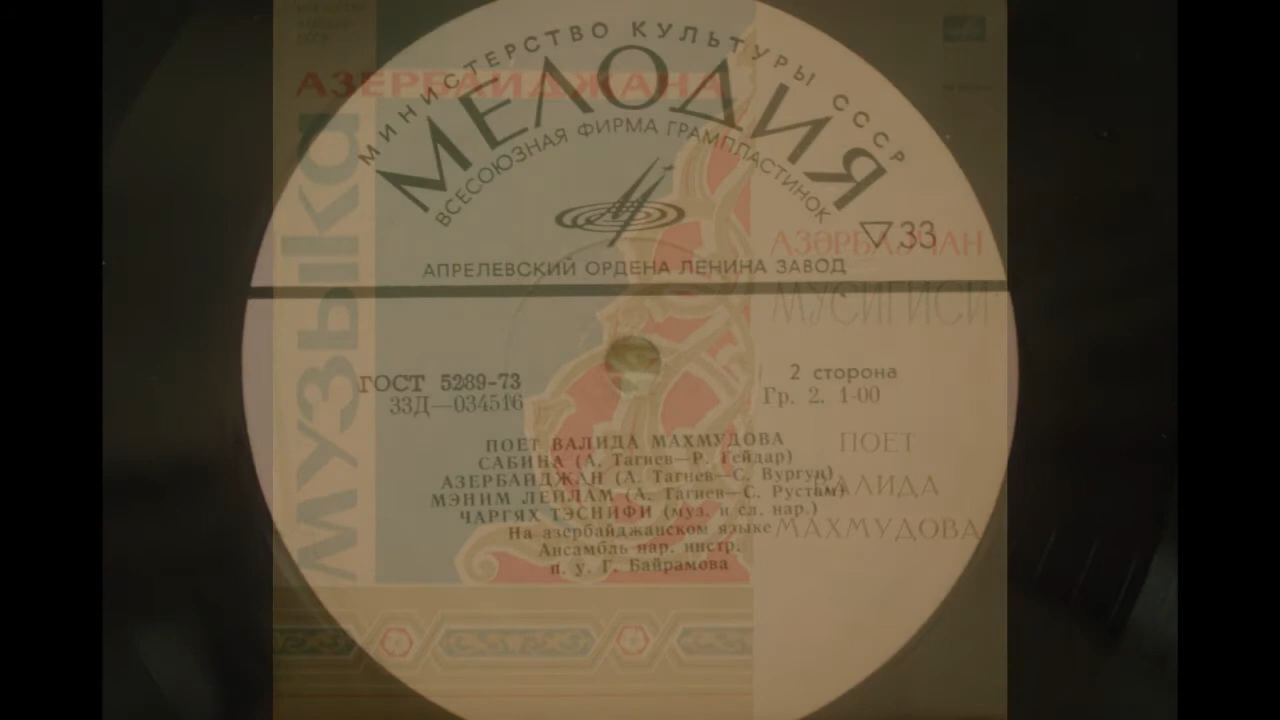 МИНИСТЕРСТВО КУЛЬТУРЫ СССР
МЕЛОДИЯ
ВСЕСОЮЗНАЯ ФИРМА ГРАМПЛАСТИНОК
▽33
АПРЕЛЕВСКИЙ ОРДЕНА ЛЕНИНА ЗАВОД
ГОСТ 5289-73
33Д—034516
2 сторона
Гр. 2. 1-00
ПОЕТ ВАЛИДА МАХМУДОВА
САБИНА (А. Тагиев—Р. Гейдар)
АЗЕРБАЙДЖАН (А. Тагиев—С. Вургун)
МЭНИМ ЛЕЙЛАМ (А. Тагиев—С. Рустам)
ЧАРГЯХ ТЭСНИФИ (муз. и сл. нар.)
На азербайджанском языке
Ансамбль нар. инстр.
п. у. Г. Байрамова
АЗЕРБАЙДЖАНА
музыка
АЗӘРБАЈЧАН
МУСИГИСИ
ПОЕТ
ВАЛИДА
МАХМУДОВА